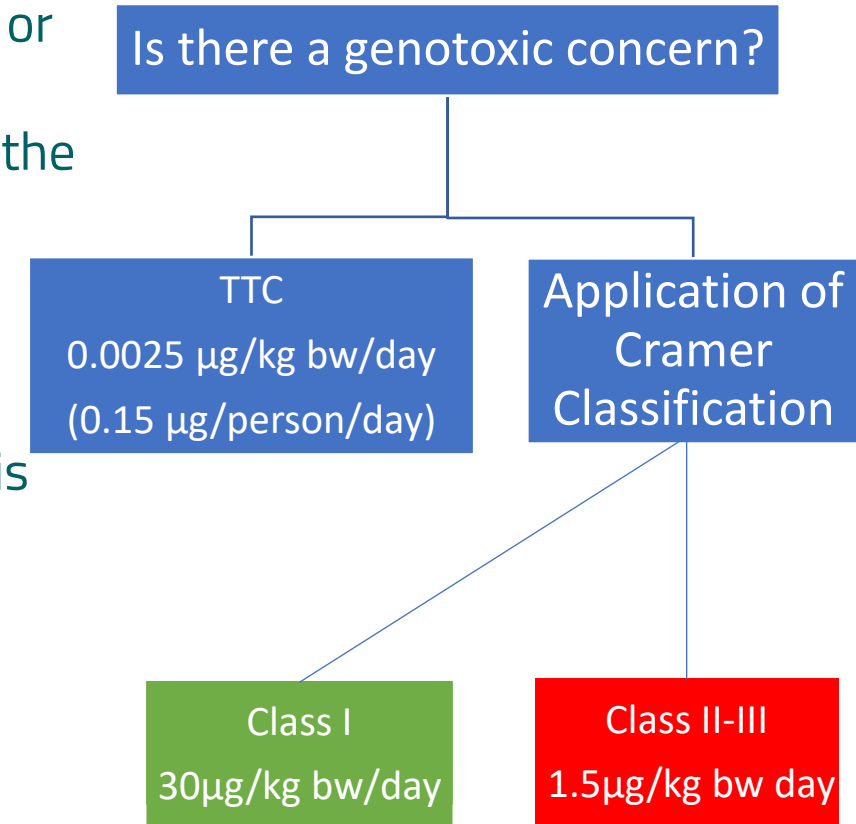 or
Is there a genotoxic concern?
the
TTC
0.0025 µg/kg bw/day
(0.15 µg/person/day)
Application of
Cramer
Classification
is
Class I
30µg/kg bw/day
Class II-III
1.5µg/kg bw day